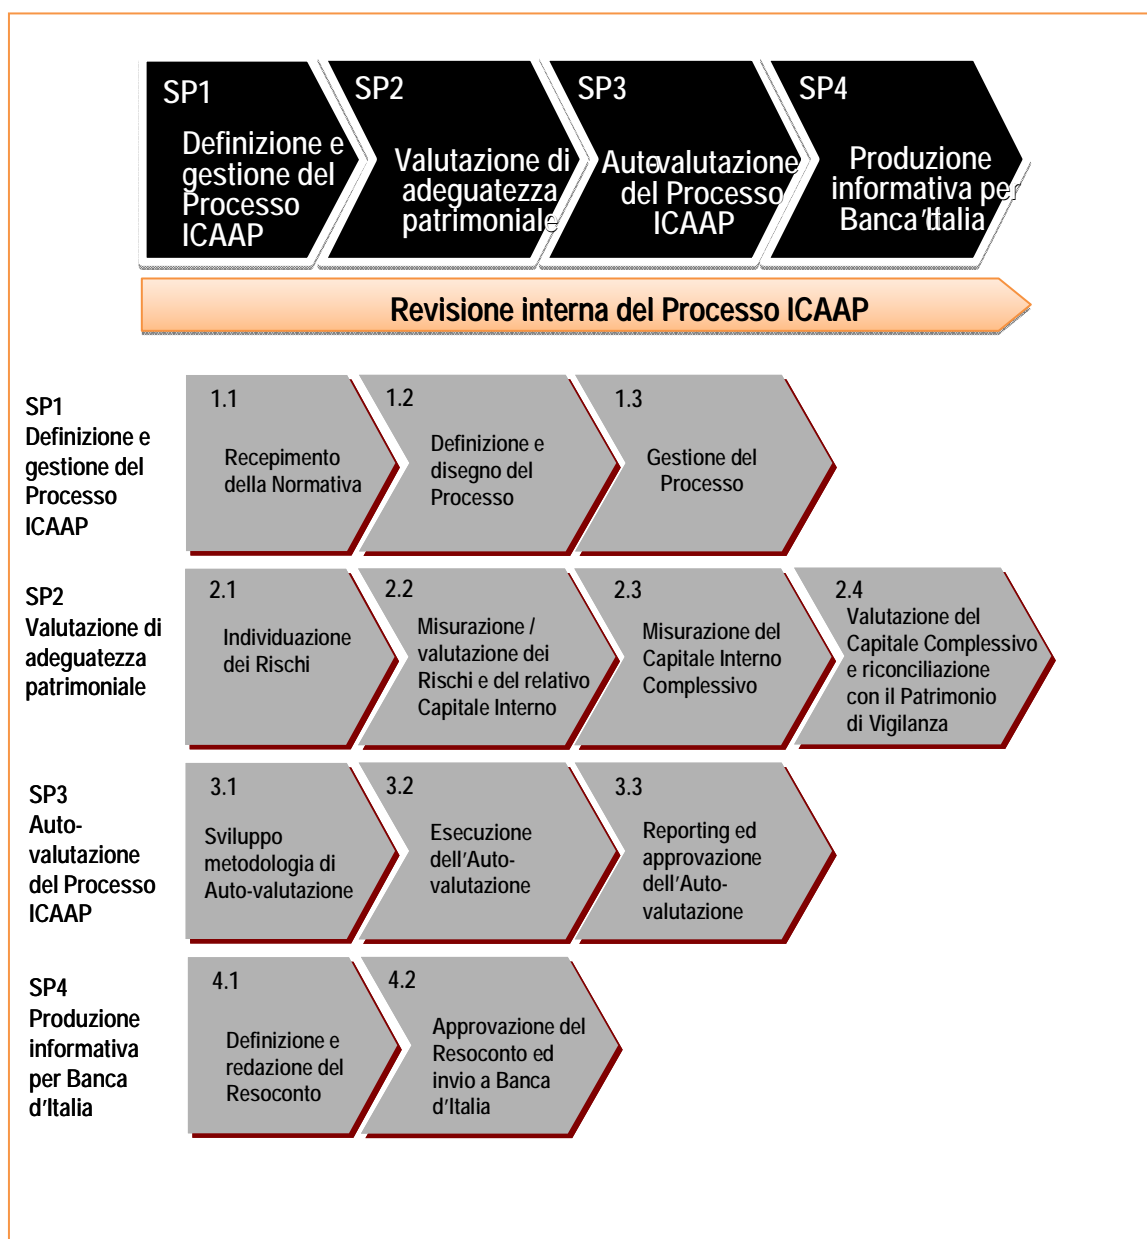 SP1
Definizione e
gestione del
Processo
ICAAP
SP2
Valutazione di
adeguatezza
patrimoniale
SP3
Auto-valutazione
del Processo
ICAAP
SP4
Produzione
informativa per
Banca d'Italia
Revisione interna del Processo ICAAP
SP1
Definizione e
gestione del
Processo
ICAAP
1.1
Recepimento
della Normativa
1.2
Definizione e
disegno del
Processo
1.3
Gestione del
Processo
SP2
Valutazione di
adeguatezza
patrimoniale
2.1
Individuazione
dei Rischi
2.2
Misurazione /
valutazione dei
Rischi e del relativo
Capitale Interno
2.3
Misurazione del
Capitale Interno
Complessivo
2.4
Valutazione del
Capitale Complessivo
e riconciliazione
con il Patrimonio
di Vigilanza
SP3
Auto-
valutazione
del Processo
ICAAP
3.1
Sviluppo
metodologia di
Auto-valutazione
3.2
Esecuzione
dell'Auto-
valutazione
3.3
Reporting ed
approvazione
dell'Auto-
valutazione
SP4
Produzione
informativa
per Banca
d'Italia
4.1
Definizione e
redazione del
Resoconto
4.2
Approvazione del
Resoconto ed
invio a Banca
d'Italia